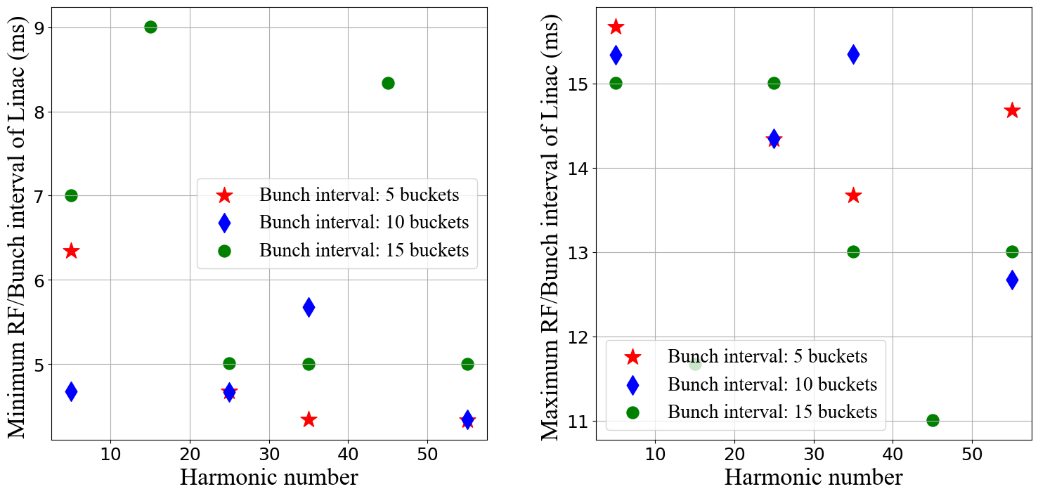 Minimum RF/Bunch interval of Linac (ms)
9
8
7
6
5
Bunch interval: 5 buckets
Bunch interval: 10 buckets
Bunch interval: 15 buckets
10 20 30 40 50
Harmonic number
Maximum RF/Bunch interval of Linac (ms)
15
14
13
12
11
Bunch interval: 5 buckets
Bunch interval: 10 buckets
Bunch interval: 15 buckets
10 20 30 40 50
Harmonic number